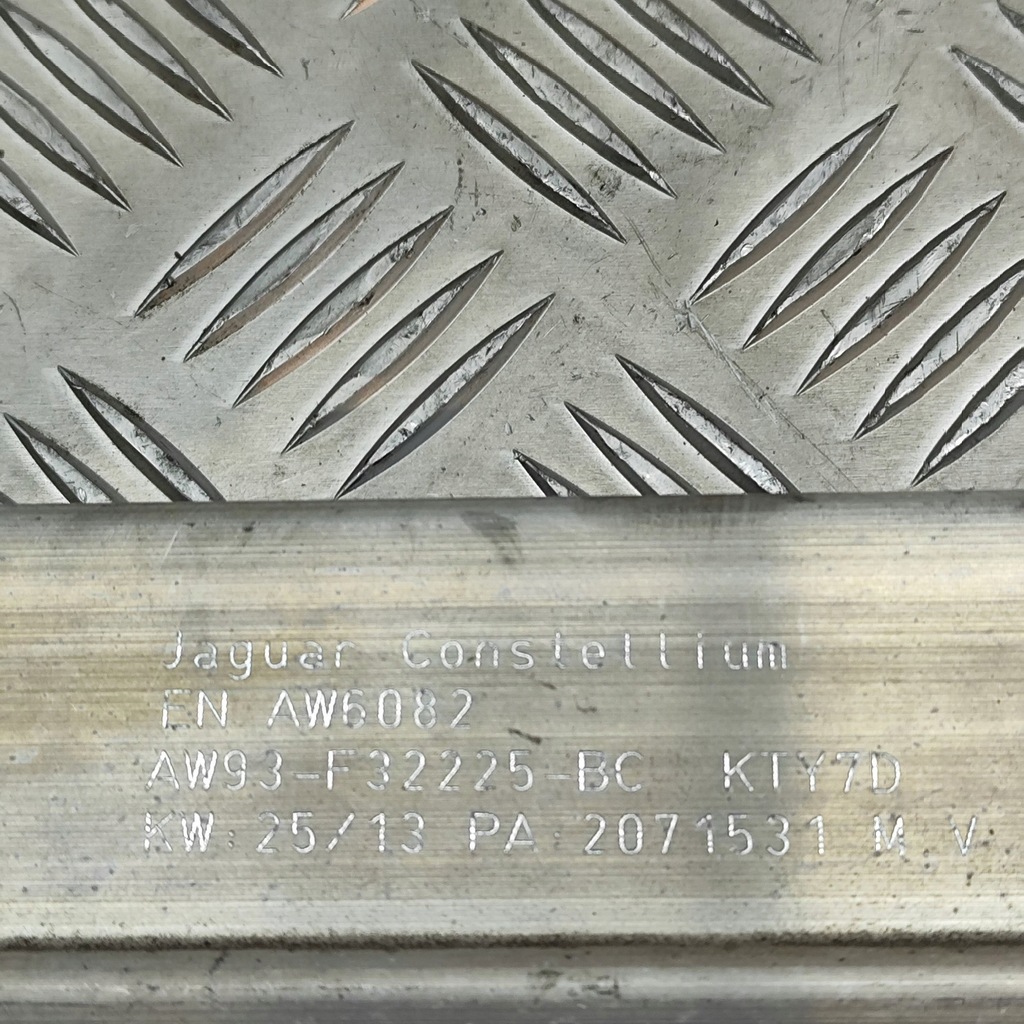 Jaguar Constellium
EN AW6082
AW93-F32225-BC KTY7D
KW: 25/13 PA: 2071531 M V